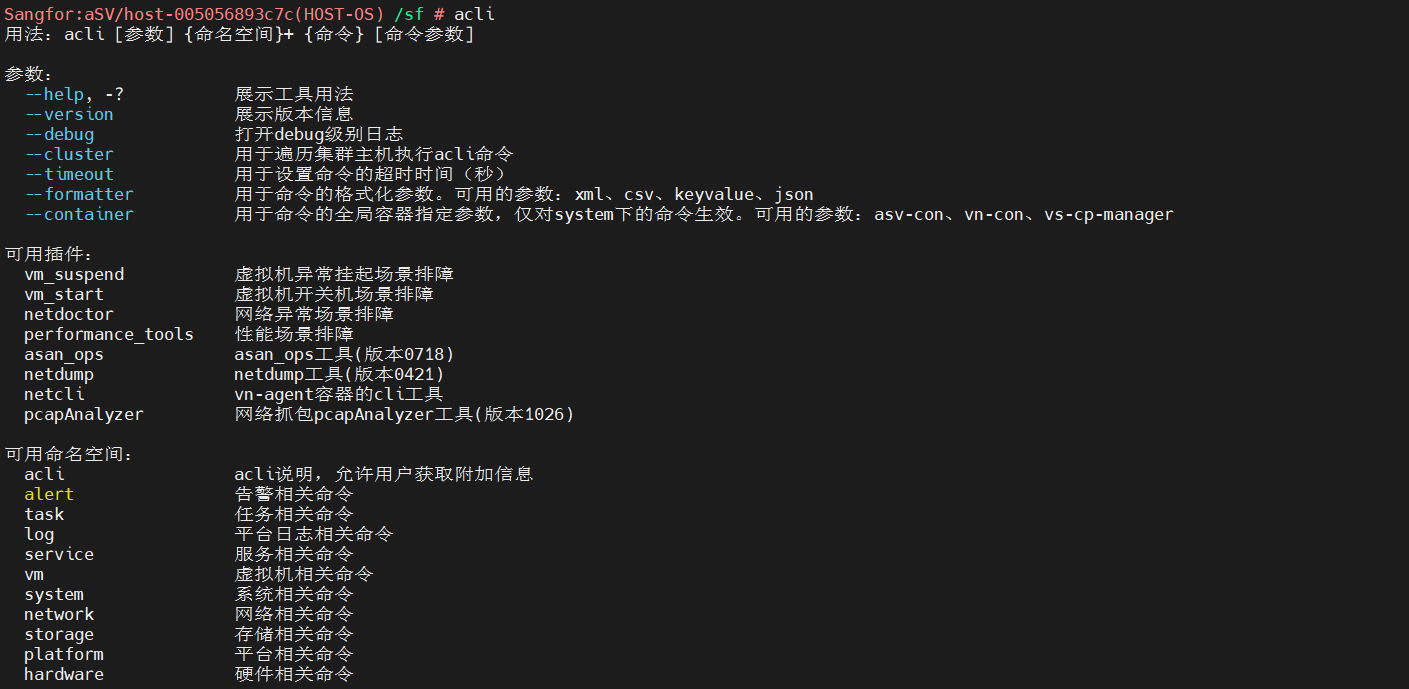 Sangfor:aSV/host-005056893c7c(HOST-OS) /sf # acli
用法: acli [参数] {命名空间}+ {命令} [命令参数]
参数:
--help, -? 展示工具用法
--version 展示版本信息
--debug 打开debug级别日志
--cluster 用于遍历集群主机执行acli命令
--timeout 用于设置命令的超时时间（秒）
--formatter 用于命令的格式化参数。可用的参数: xml、csv、keyvalue、json
--container 用于命令的全局容器指定参数，仅对system下的命令生效。可用的参数: asv-con、vn-con、vs-cp-manager
可用插件:
vm_suspend 虚拟机异常挂起场景排障
vm_start 虚拟机开关机场景排障
netdoctor 网络异常场景排障
performance_tools 性能场景排障
asan_ops asan_ops工具(版本0718)
netdump netdump工具(版本0421)
netcli vn-agent容器的cli工具
pcapAnalyzer 网络抓包pcapAnalyzer工具(版本1026)
可用命名空间:
acli acli说明，允许用户获取附加信息
alert 告警相关命令
task 任务相关命令
log 平台日志相关命令
service 服务相关命令
vm 虚拟机相关命令
system 系统相关命令
network 网络相关命令
storage 存储相关命令
platform 平台相关命令
hardware 硬件相关命令